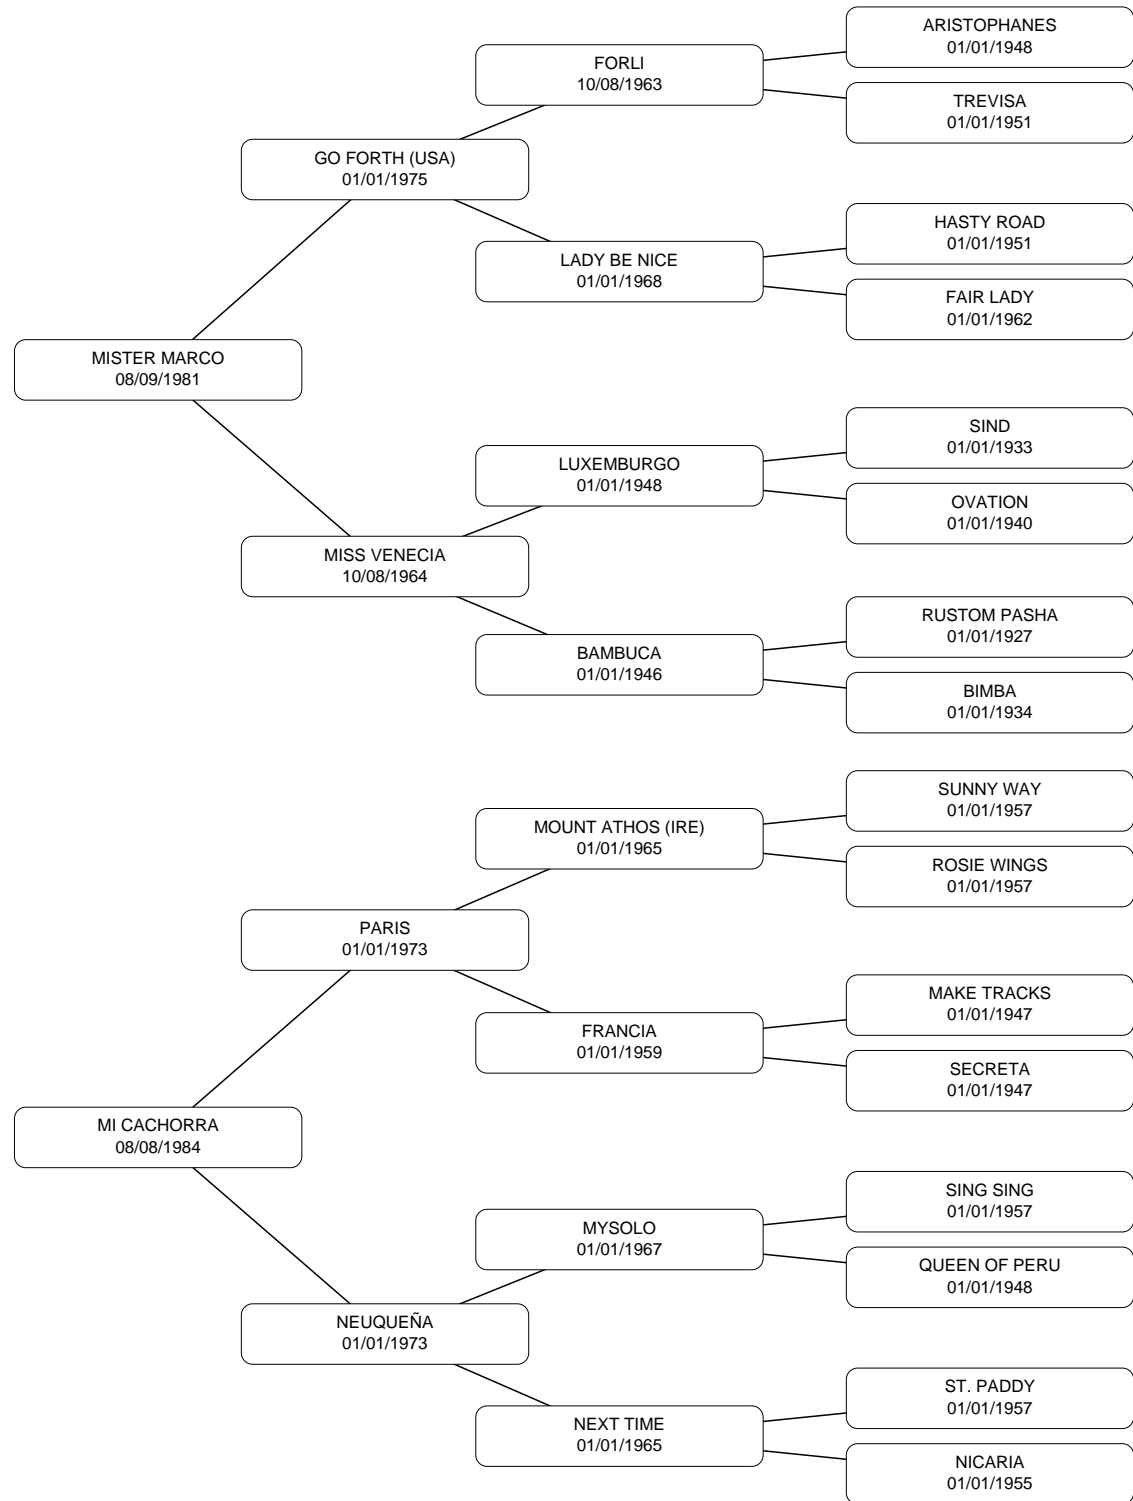 ARISTOPHANES
01/01/1948
FORLI
10/08/1963
TREVISA
01/01/1951
GO FORTH (USA)
01/01/1975
HASTY ROAD
01/01/1951
LADY BE NICE
01/01/1968
FAIR LADY
01/01/1962
MISTER MARCO
08/09/1981
SIND
01/01/1933
LUXEMBURGO
01/01/1948
OVATION
01/01/1940
MISS VENECIA
10/08/1964
RUSTOM PASHA
01/01/1927
BAMBUCA
01/01/1946
BIMBA
01/01/1934
SUNNY WAY
01/01/1957
MOUNT ATHOS (IRE)
01/01/1965
ROSIE WINGS
01/01/1957
PARIS
01/01/1973
MAKE TRACKS
01/01/1947
FRANCIA
01/01/1959
SECRETA
01/01/1947
MI CACHORRA
08/08/1984
SING SING
01/01/1957
MYSOLO
01/01/1967
QUEEN OF PERU
01/01/1948
NEUQUEÑA
01/01/1973
ST. PADDY
01/01/1957
NEXT TIME
01/01/1965
NICARIA
01/01/1955